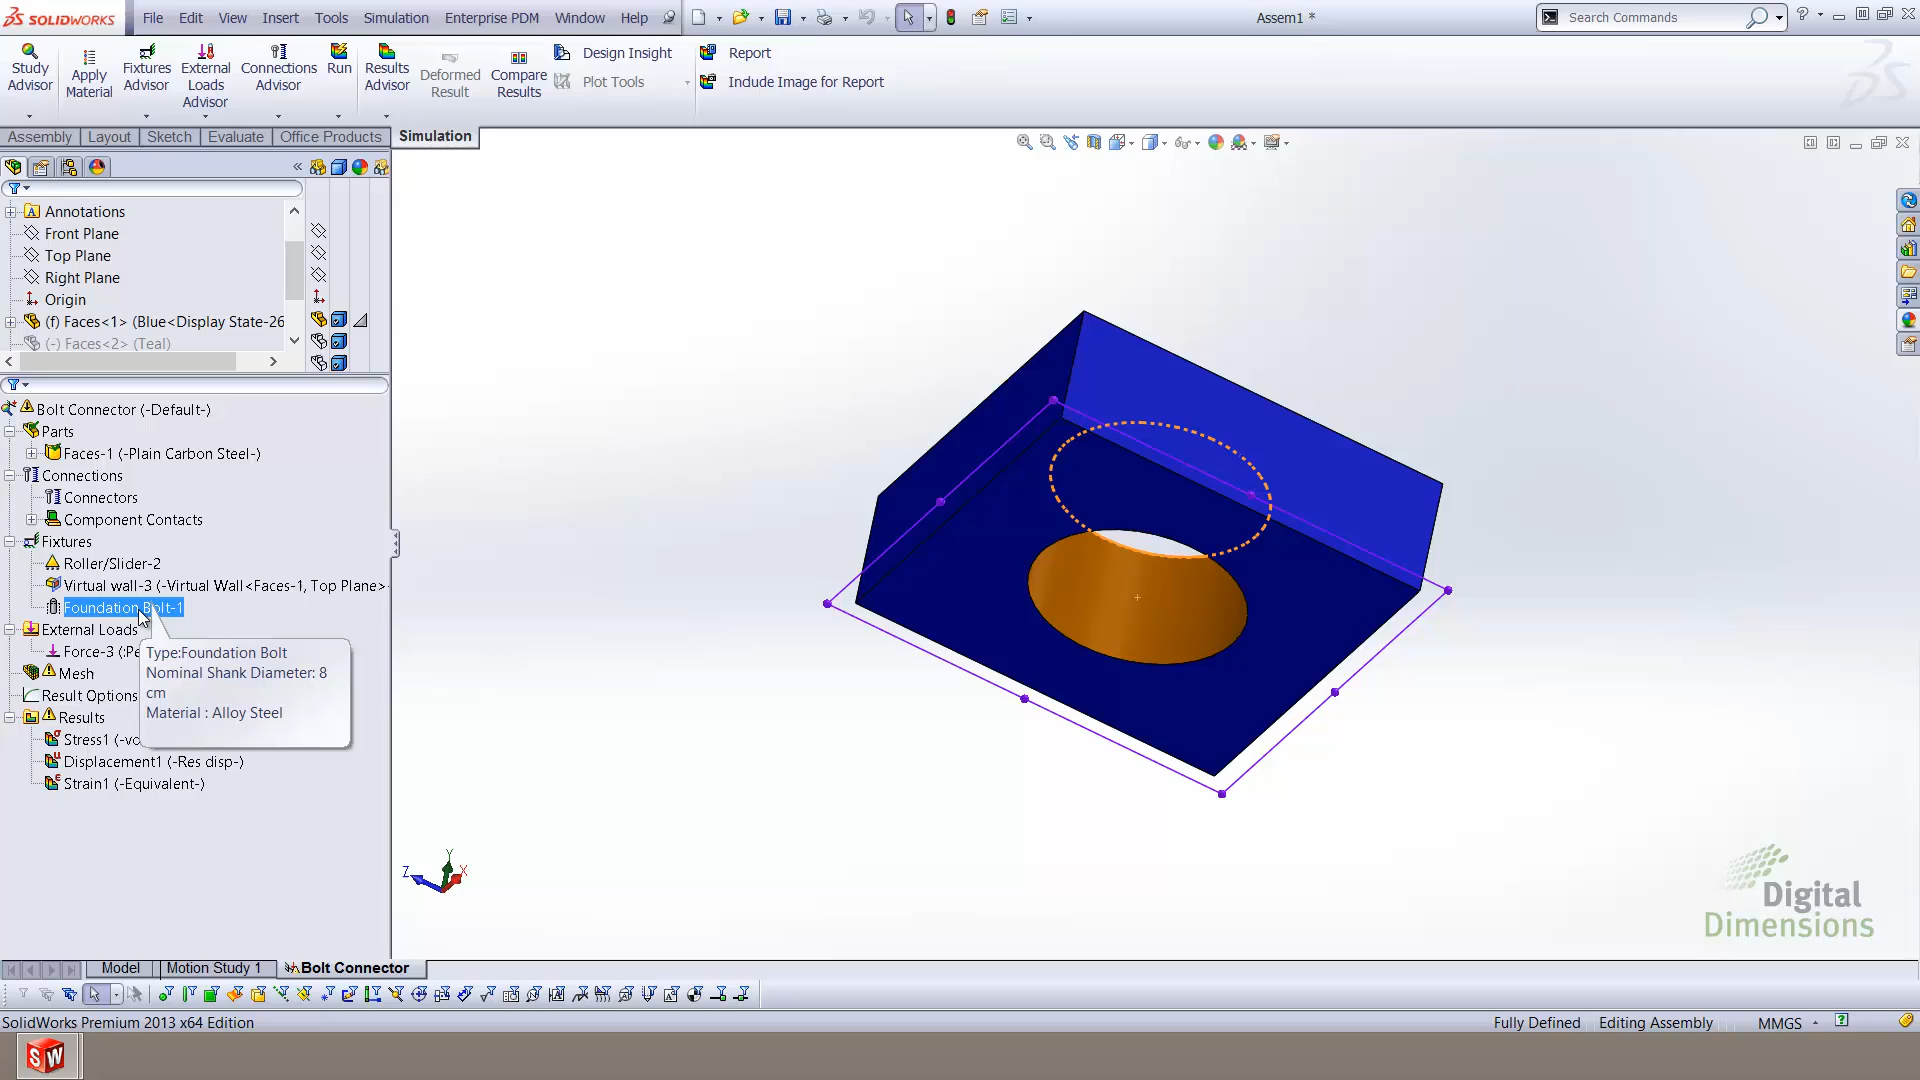 SOLIDWORKS File Edit View Insert Tools Simulation Enterprise PDM Window Help Assem1 * Search Commands
Study Advisor
Apply Material
Fixtures Advisor
External Loads Advisor
Connections Advisor
Run
Results Advisor
Deformed Result
Compare Results
Design Insight
Plot Tools
Report
Include Image for Report
Assembly Layout Sketch Evaluate Office Products Simulation
Annotations
Front Plane
Top Plane
Right Plane
Origin
(f) Faces<1> (Blue<Display State-26
(-) Faces<2> (Teal)
Bolt Connector (-Default-)
Parts
Faces-1 (-Plain Carbon Steel-)
Connections
Connectors
Component Contacts
Fixtures
Roller/Slider-2
Virtual wall-3 (-Virtual Wall<Faces-1, Top Plane>
Foundation Bolt-1
External Loads
Force-3 (:Pe
Mesh
Result Options
Results
Stress1 (-vo
Displacement1 (-Res disp-)
Strain1 (-Equivalent-)
Type:Foundation Bolt
Nominal Shank Diameter: 8
cm
Material : Alloy Steel
Y
Z
X
Digital
Dimensions
Model Motion Study 1 Bolt Connector
SolidWorks Premium 2013 x64 Edition Fully Defined Editing Assembly MMGS
SW